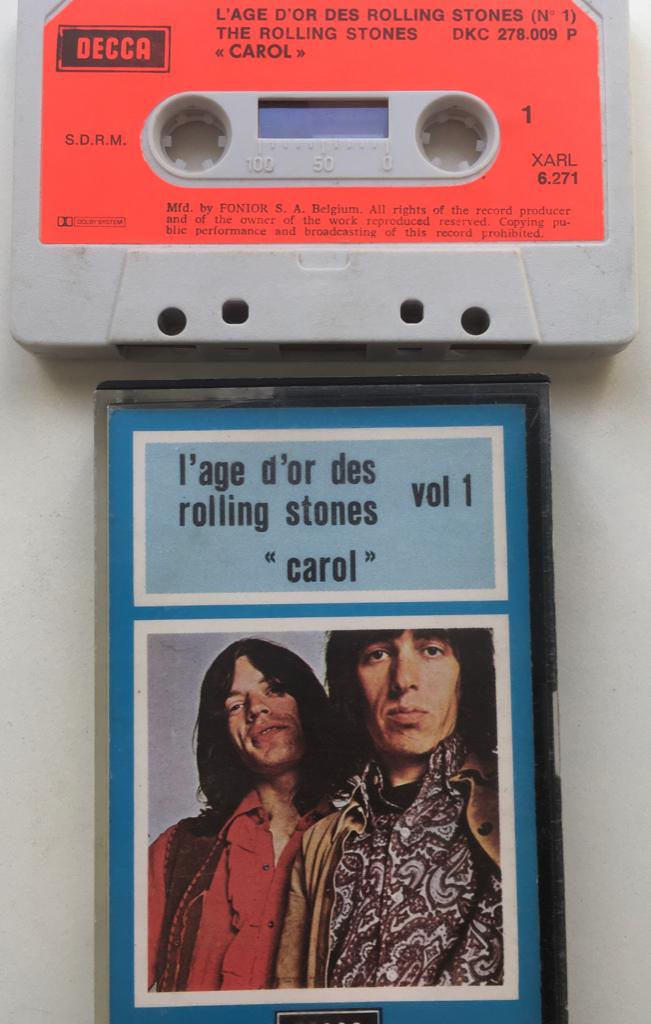 L'AGE D'OR DES ROLLING STONES (N° 1)
THE ROLLING STONES DKC 278.009 P
« CAROL »
DECCA
S.D.R.M.
1
100 50 0
XARL
6.271
Mfd. by FONIOR S. A. Belgium. All rights of the record producer
and of the owner of the work reproduced reserved. Copying pu-
blic performance and broadcasting of this record prohibited.
DOLBY SYSTEM
l'age d'or des
rolling stones
vol 1
« carol »